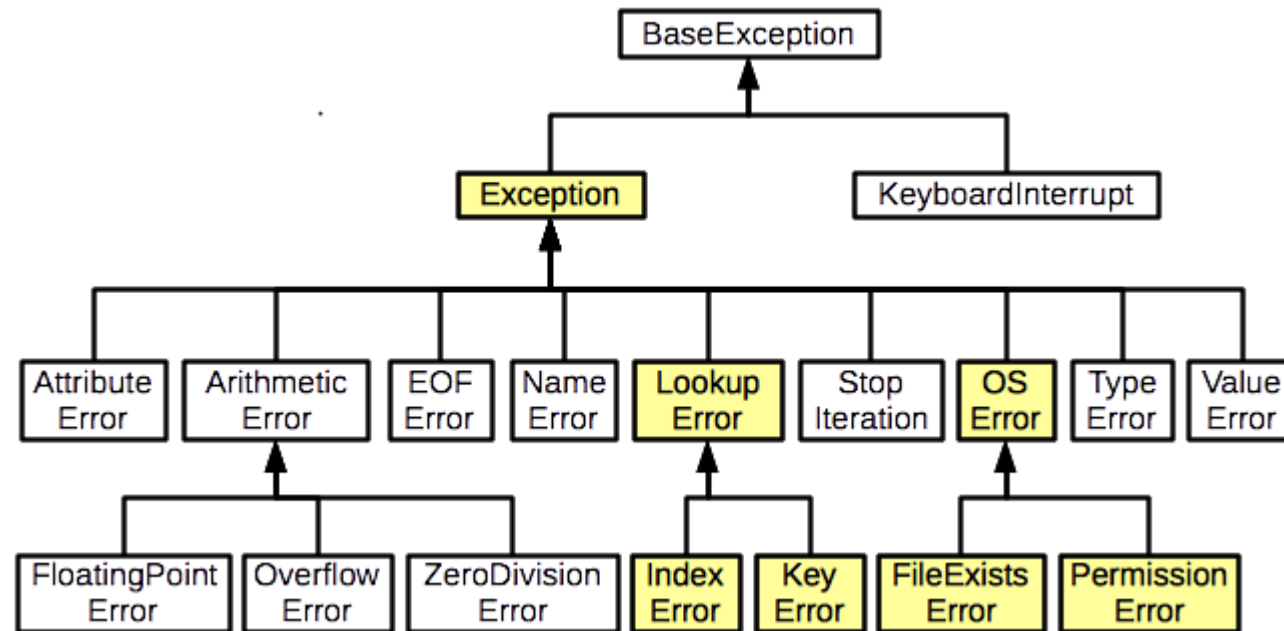 BaseException
Exception
KeyboardInterrupt
Attribute
Error
Arithmetic
Error
EOF
Error
Name
Error
Lookup
Error
Stop
Iteration
OS
Error
Type
Error
Value
Error
FloatingPoint
Error
Overflow
Error
ZeroDivision
Error
Index
Error
Key
Error
FileExists
Error
Permission
Error